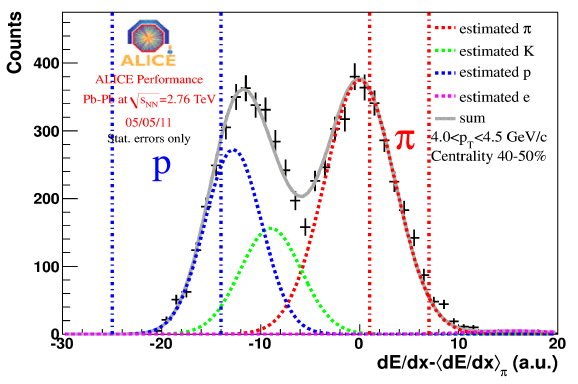 Counts
400
300
200
100
0
ALICE
ALICE Performance
Pb-Pb at √sNN=2.76 TeV
05/05/11
Stat. errors only
p
π
estimated π
estimated K
estimated p
estimated e
sum
4.0<pT<4.5 GeV/c
Centrality 40-50%
-30 -20 -10 0 10 20
dE/dx-⟨dE/dx⟩π (a.u.)